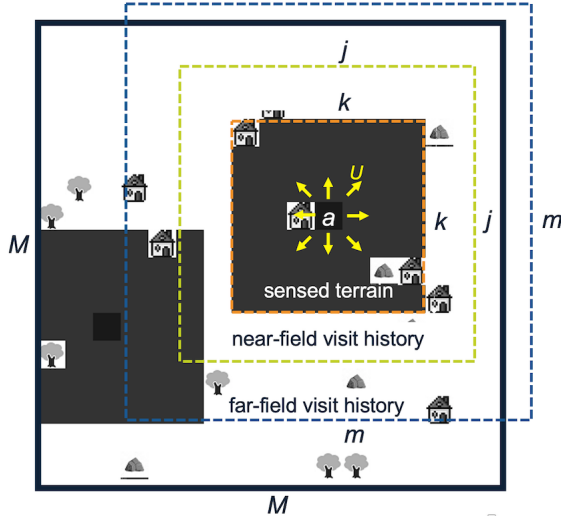 j
k
U
a
k
j
m
M
sensed terrain
near-field visit history
far-field visit history
m
M